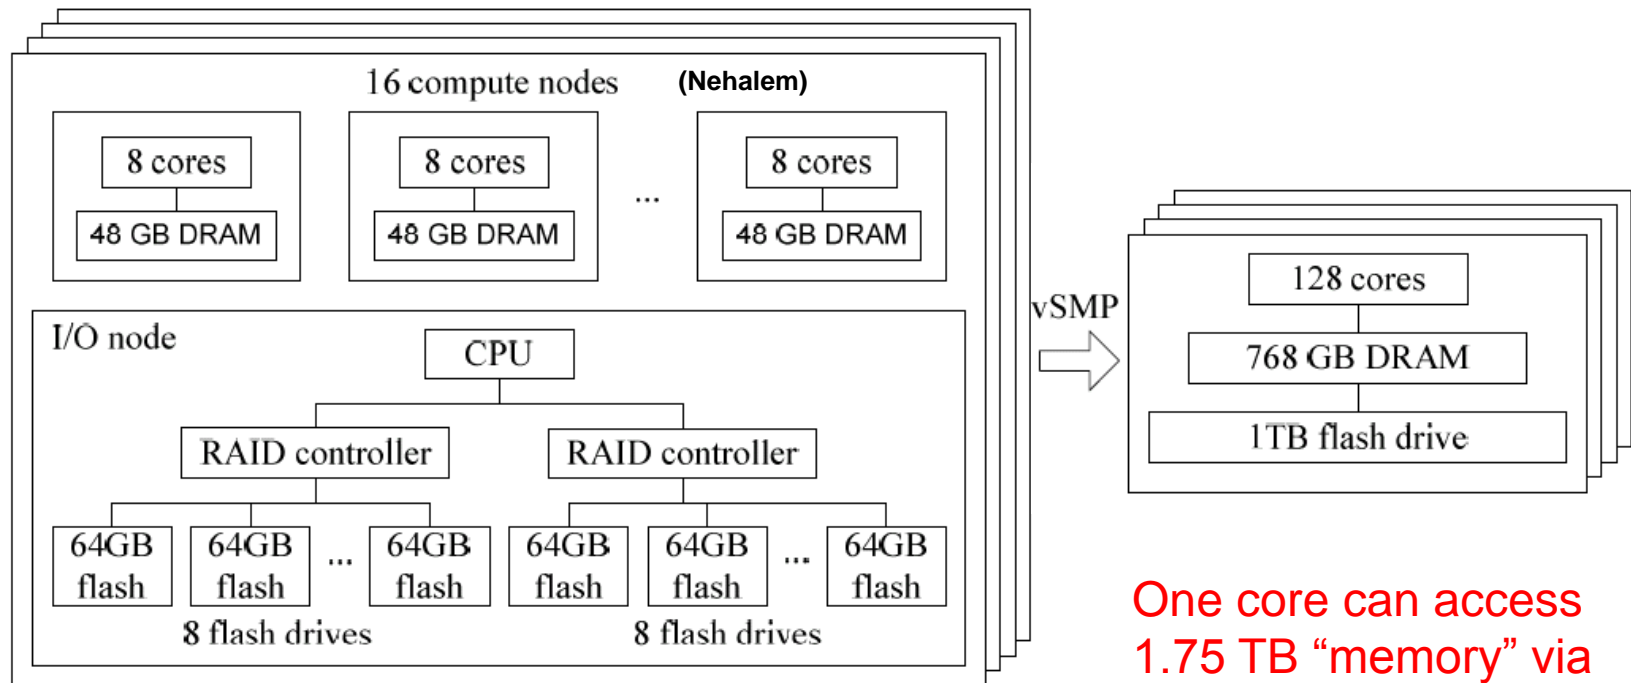 16 compute nodes (Nehalem)
8 cores
48 GB DRAM
8 cores
48 GB DRAM
...
8 cores
48 GB DRAM
I/O node
CPU
RAID controller
RAID controller
64GB
flash
64GB
flash
...
64GB
flash
64GB
flash
64GB
flash
...
64GB
flash
8 flash drives
8 flash drives
vSMP
128 cores
768 GB DRAM
1TB flash drive
One core can access
1.75 TB “memory” via